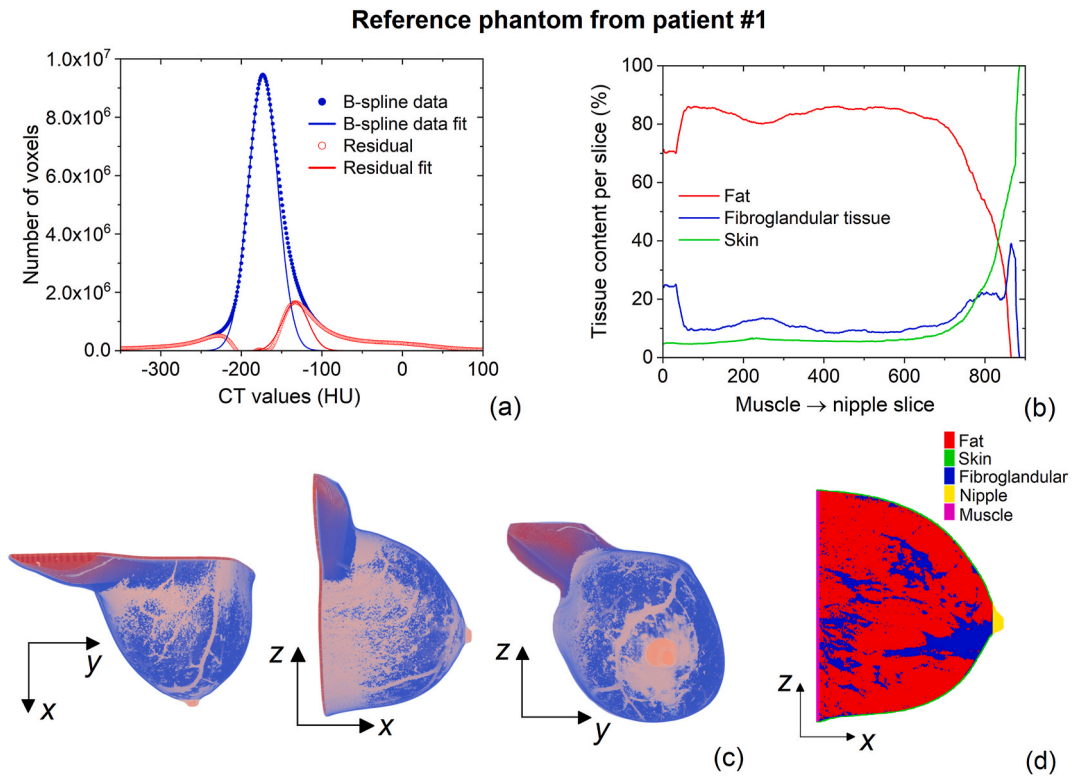 Reference phantom from patient #1
1.0x10⁷
8.0x10⁶
6.0x10⁶
4.0x10⁶
2.0x10⁶
0.0
Number of voxels
B-spline data
B-spline data fit
Residual
Residual fit
-300 -200 -100 0 100
CT values (HU)
(a)
100
80
60
40
20
0
Tissue content per slice (%)
Fat
Fibroglandular tissue
Skin
0 200 400 600 800
Muscle → nipple slice
(b)
y
x
z
x
z
y
(c)
Fat
Skin
Fibroglandular
Nipple
Muscle
z
x
(d)